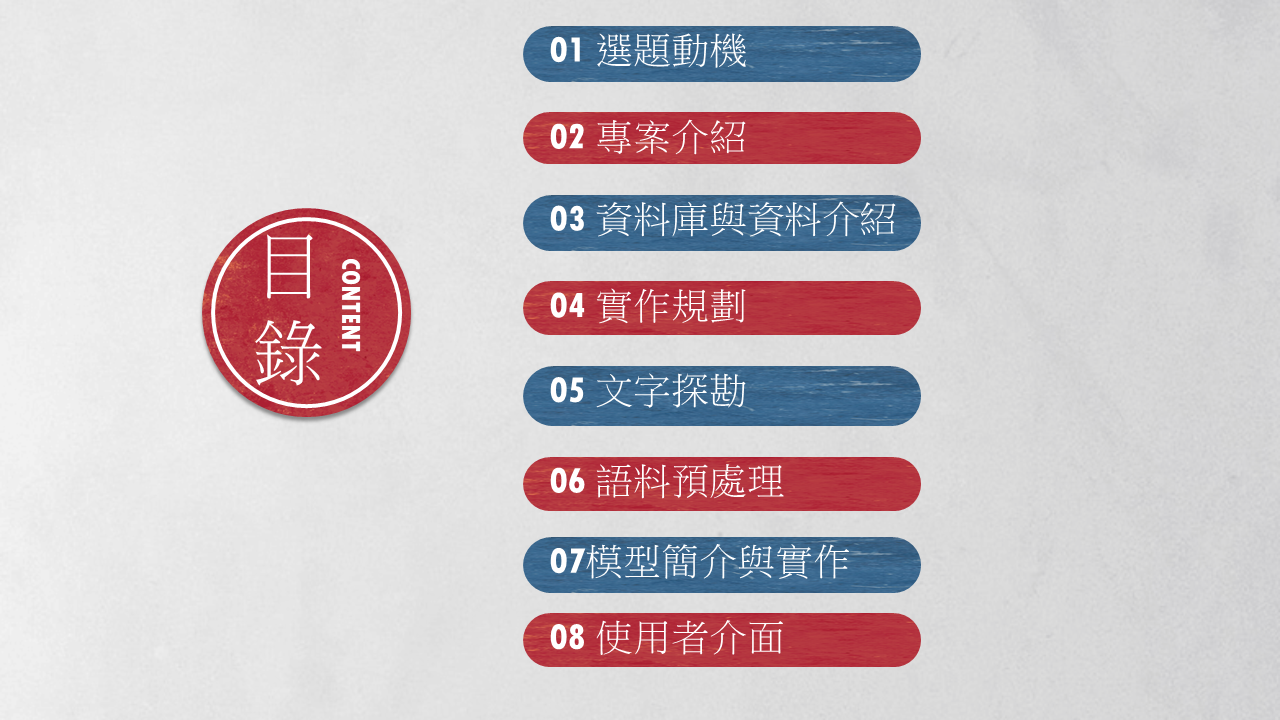 目錄
CONTENT
01 選題動機
02 專案介紹
03 資料庫與資料介紹
04 實作規劃
05 文字探勘
06 語料預處理
07模型簡介與實作
08 使用者介面